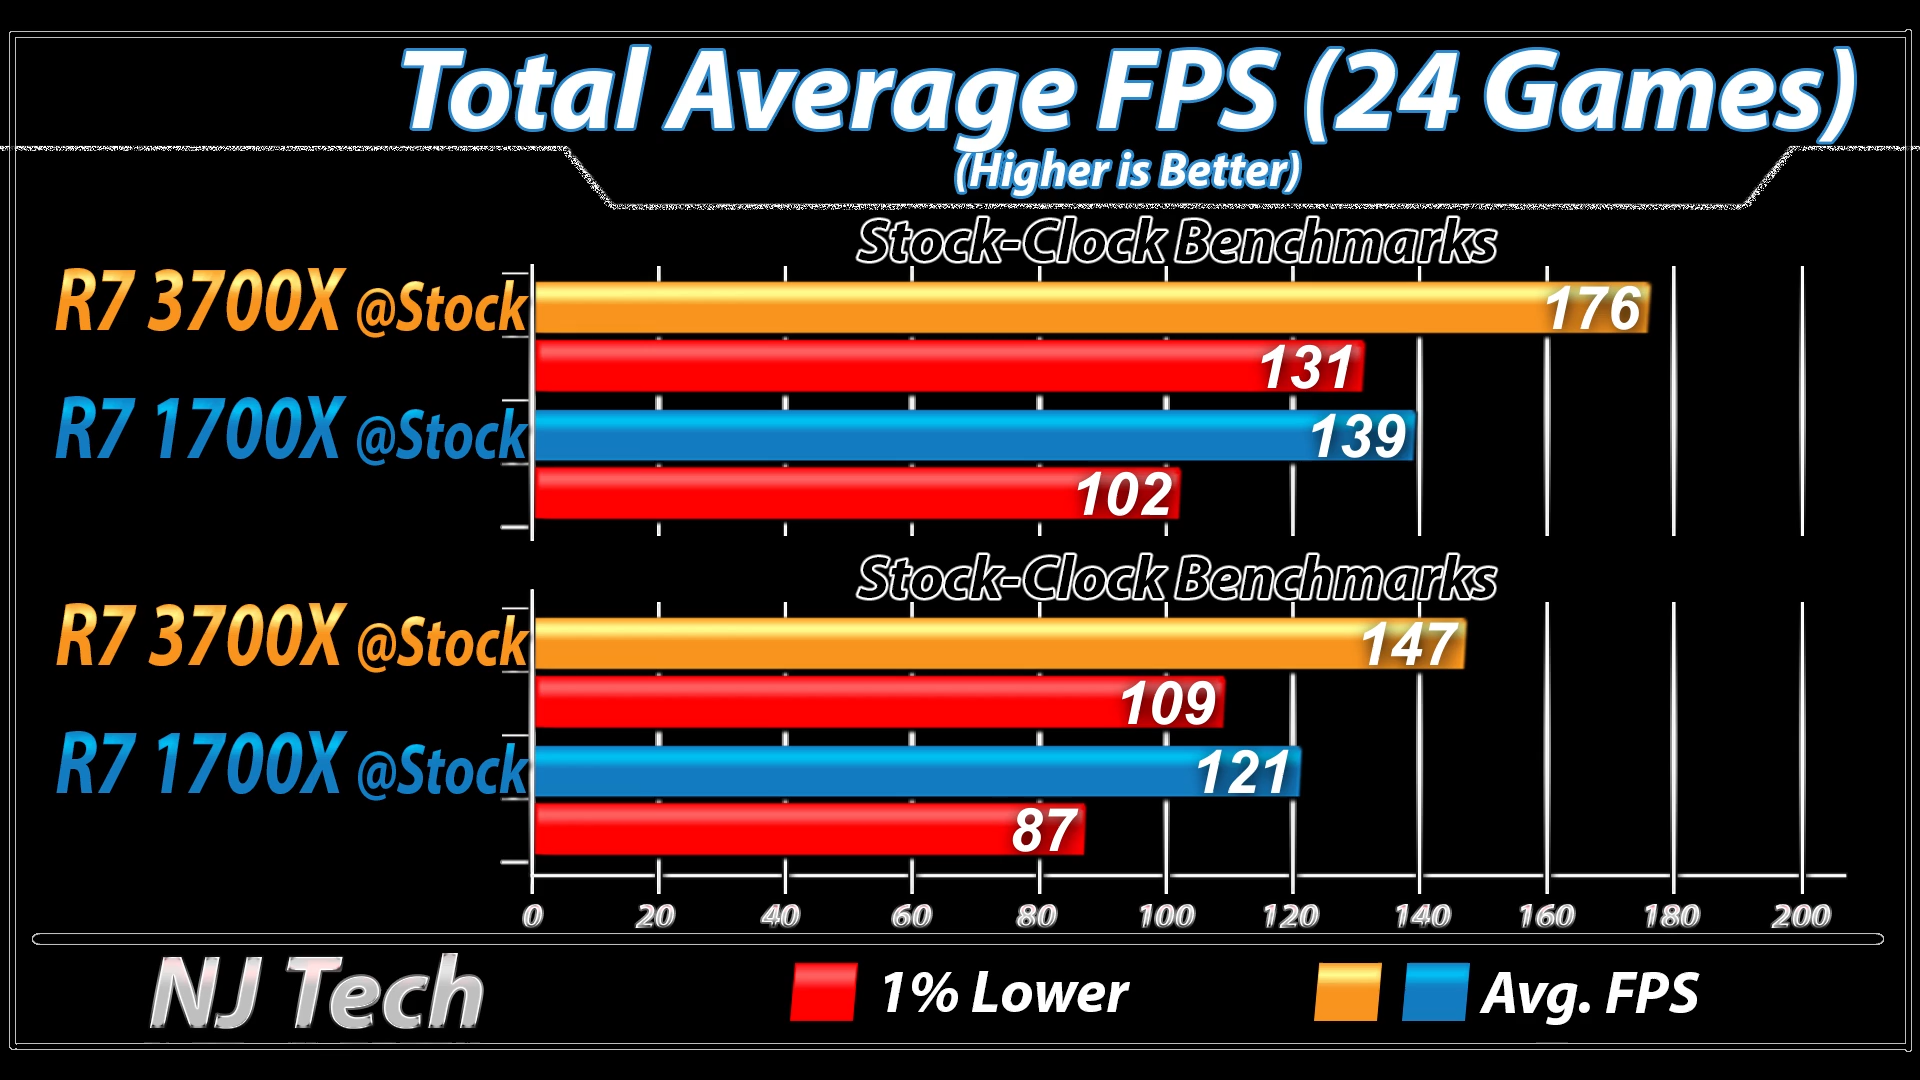 Total Average FPS (24 Games)
(Higher is Better)
Stock-Clock Benchmarks
R7 3700X @Stock 176
131
R7 1700X @Stock 139
102
Stock-Clock Benchmarks
R7 3700X @Stock 147
109
R7 1700X @Stock 121
87
0 20 40 60 80 100 120 140 160 180 200
NJ Tech 1% Lower Avg. FPS